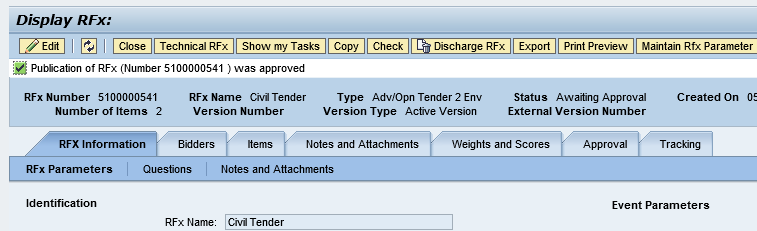 Display RFx:
Edit Close Technical RFx Show my Tasks Copy Check Discharge RFx Export Print Preview Maintain Rfx Parameter
Publication of RFx (Number 5100000541 ) was approved
RFx Number 5100000541 RFx Name Civil Tender Type Adv/Opn Tender 2 Env Status Awaiting Approval Created On 05
Number of Items 2 Version Number Version Type Active Version External Version Number
RFX Information Bidders Items Notes and Attachments Weights and Scores Approval Tracking
RFx Parameters Questions Notes and Attachments
Identification Event Parameters
RFx Name: Civil Tender